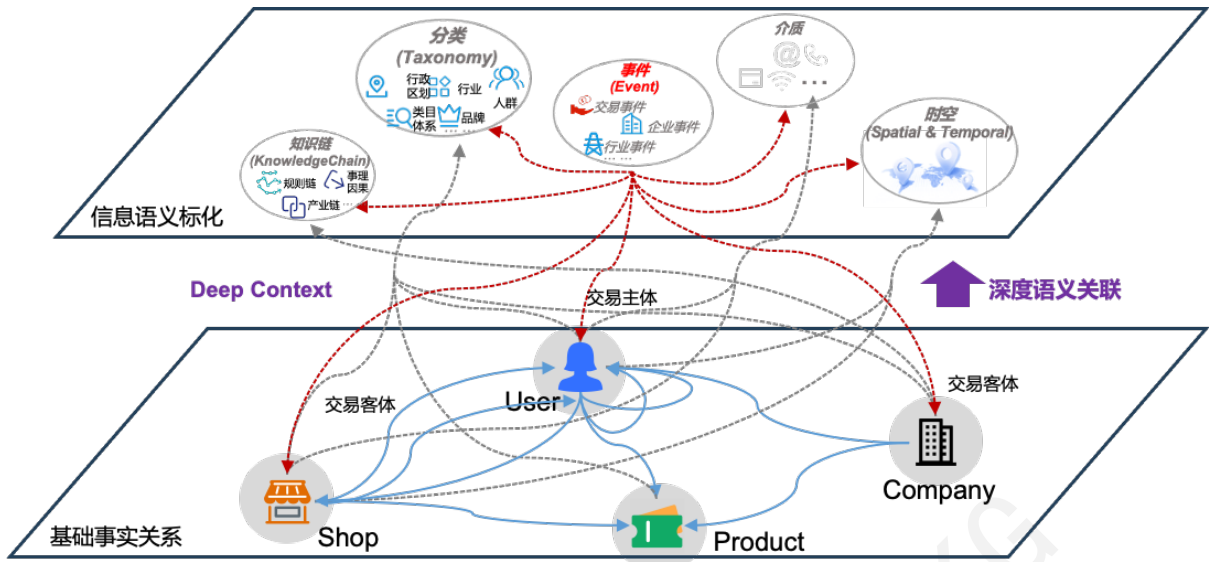 分类
(Taxonomy)
行政
区划
行业
人群
类目
体系
品牌
... ...
事件
(Event)
交易事件
企业事件
行业事件
... ...
介质
@
...
时空
(Spatial & Temporal)
知识链
(KnowledgeChain)
规则链
事理
因果
产业链
...
信息语义标化
Deep Context
交易主体
深度语义关联
交易客体
User
交易客体
Company
Shop
Product
基础事实关系
KG